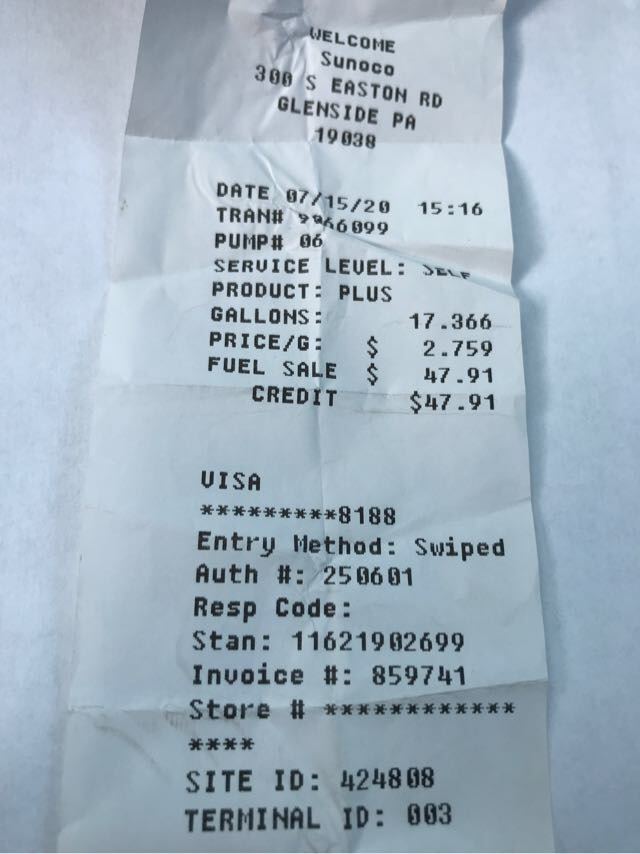 WELCOME
Sunoco
300 S EASTON RD
GLENSIDE PA
19038
DATE 07/15/20 15:16
TRAN#
PUMP# 06
SERVICE LEVEL: SELF
PRODUCT: PLUS
GALLONS: 17.366
PRICE/G: $ 2.759
FUEL SALE $ 47.91
CREDIT $47.91
VISA
*********8188
Entry Method: Swiped
Auth #: 250601
Resp Code:
Stan: 11621902699
Invoice #: 859741
Store # ************
****
SITE ID: 424808
TERMINAL ID: 003